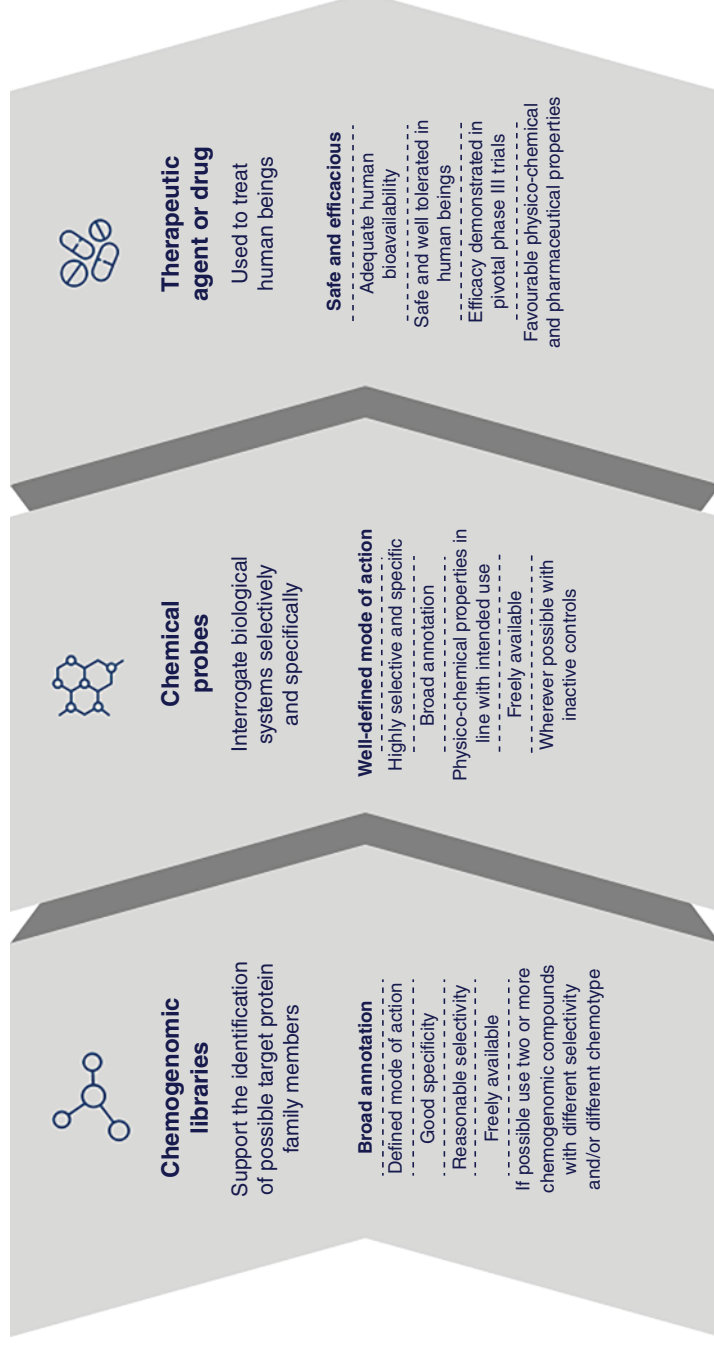 Chemogenomic
libraries
Support the identification
of possible target protein
family members
Broad annotation
Defined mode of action
Good specificity
Reasonable selectivity
Freely available
If possible use two or more
chemogenomic compounds
with different selectivity
and/or different chemotype
Chemical
probes
Interrogate biological
systems selectively
and specifically
Well-defined mode of action
Highly selective and specific
Broad annotation
Physico-chemical properties in
line with intended use
Freely available
Wherever possible with
inactive controls
Therapeutic
agent or drug
Used to treat
human beings
Safe and efficacious
Adequate human
bioavailability
Safe and well tolerated in
human beings
Efficacy demonstrated in
pivotal phase III trials
Favourable physico-chemical
and pharmaceutical properties